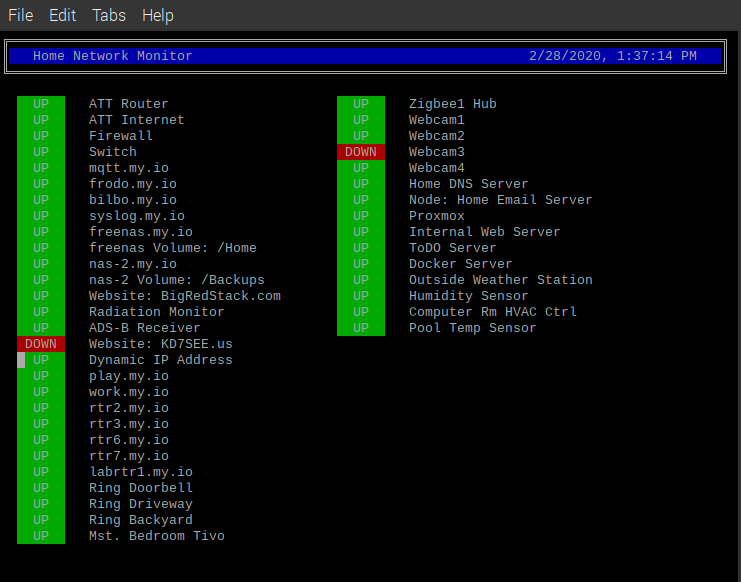 File Edit Tabs Help
Home Network Monitor 2/28/2020, 1:37:14 PM
UP ATT Router
UP ATT Internet
UP Firewall
UP Switch
UP mqtt.my.io
UP frodo.my.io
UP bilbo.my.io
UP syslog.my.io
UP freenas.my.io
UP freenas Volume: /Home
UP nas-2.my.io
UP nas-2 Volume: /Backups
UP Website: BigRedStack.com
UP Radiation Monitor
UP ADS-B Receiver
DOWN Website: KD7SEE.us
UP Dynamic IP Address
UP play.my.io
UP work.my.io
UP rtr2.my.io
UP rtr3.my.io
UP rtr6.my.io
UP rtr7.my.io
UP labrtr1.my.io
UP Ring Doorbell
UP Ring Driveway
UP Ring Backyard
UP Mst. Bedroom Tivo
UP Zigbee1 Hub
UP Webcam1
UP Webcam2
DOWN Webcam3
UP Webcam4
UP Home DNS Server
UP Node: Home Email Server
UP Proxmox
UP Internal Web Server
UP ToDO Server
UP Docker Server
UP Outside Weather Station
UP Humidity Sensor
UP Computer Rm HVAC Ctrl
UP Pool Temp Sensor